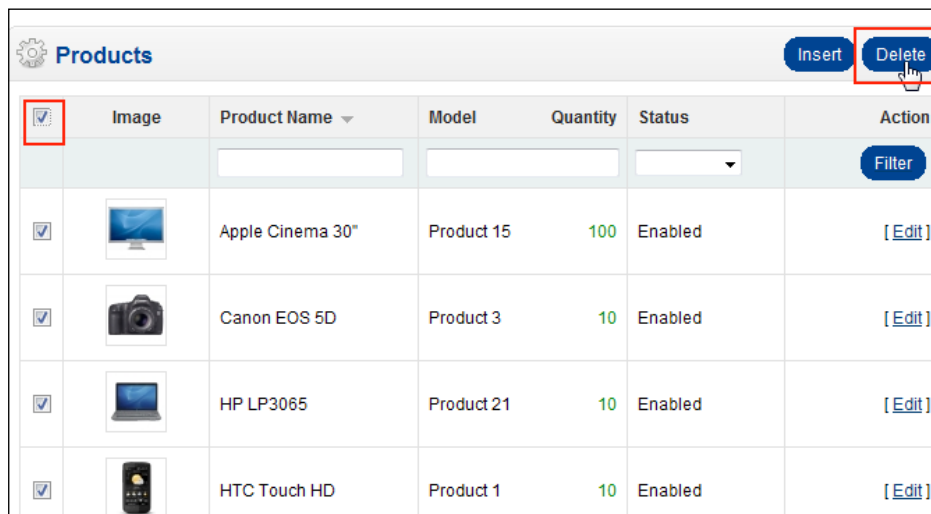 Products
Insert
Delete
Image Product Name Model Quantity Status Action
Filter
Apple Cinema 30" Product 15 100 Enabled [ Edit ]
Canon EOS 5D Product 3 10 Enabled [ Edit ]
HP LP3065 Product 21 10 Enabled [ Edit ]
HTC Touch HD Product 1 10 Enabled [ Edit ]